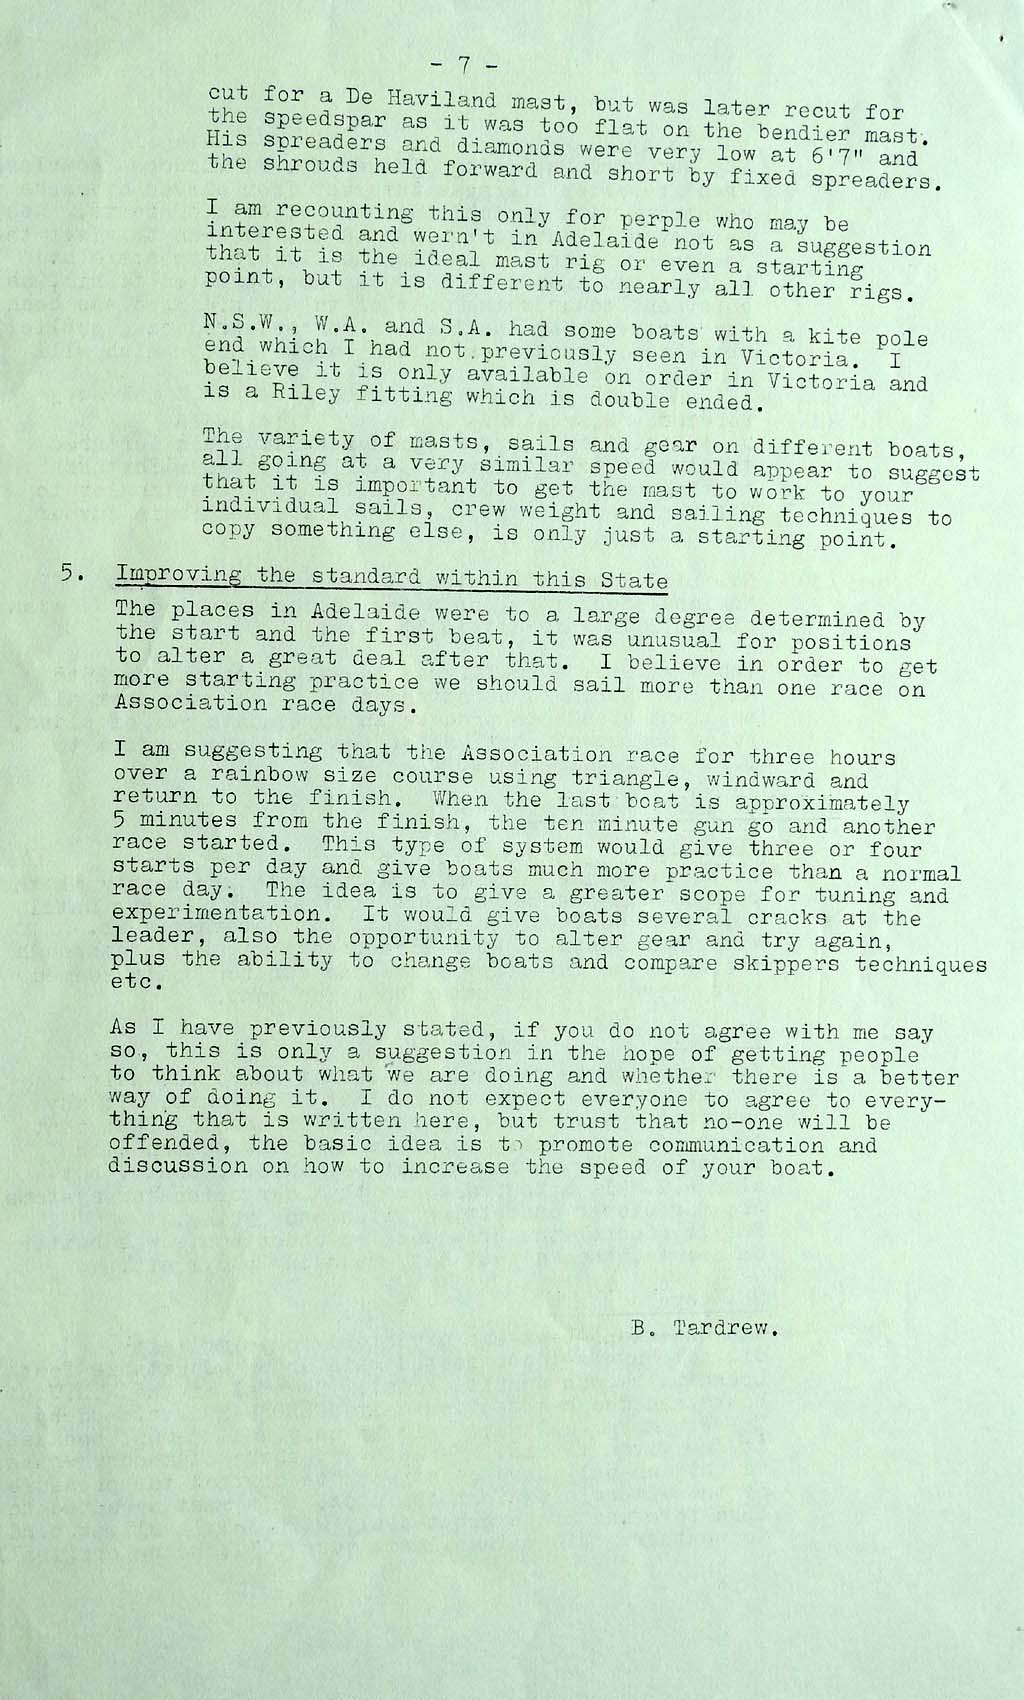 - 7 -
cut for a De Haviland mast, but was later recut for
the speedspar as it was too flat on the bendier mast.
His spreaders and diamonds were very low at 6'7" and
the shrouds held forward and short by fixed spreaders.
I am recounting this only for perple who may be
interested and wern't in Adelaide not as a suggestion
that it is the ideal mast rig or even a starting
point, but it is different to nearly all other rigs.
N.S.W., W.A. and S.A. had some boats with a kite pole
end which I had not previously seen in Victoria. I
believe it is only available on order in Victoria and
is a Riley fitting which is double ended.
The variety of masts, sails and gear on different boats,
all going at a very similar speed would appear to suggest
that it is important to get the mast to work to your
individual sails, crew weight and sailing techniques to
copy something else, is only just a starting point.
5. Improving the standard within this State
The places in Adelaide were to a large degree determined by
the start and the first beat, it was unusual for positions
to alter a great deal after that. I believe in order to get
more starting practice we should sail more than one race on
Association race days.
I am suggesting that the Association race for three hours
over a rainbow size course using triangle, windward and
return to the finish. When the last boat is approximately
5 minutes from the finish, the ten minute gun go and another
race started. This type of system would give three or four
starts per day and give boats much more practice than a normal
race day. The idea is to give a greater scope for tuning and
experimentation. It would give boats several cracks at the
leader, also the opportunity to alter gear and try again,
plus the ability to change boats and compare skippers techniques
etc.
As I have previously stated, if you do not agree with me say
so, this is only a suggestion in the hope of getting people
to think about what we are doing and whether there is a better
way of doing it. I do not expect everyone to agree to every-
thing that is written here, but trust that no-one will be
offended, the basic idea is to promote communication and
discussion on how to increase the speed of your boat.
B. Tardrew.